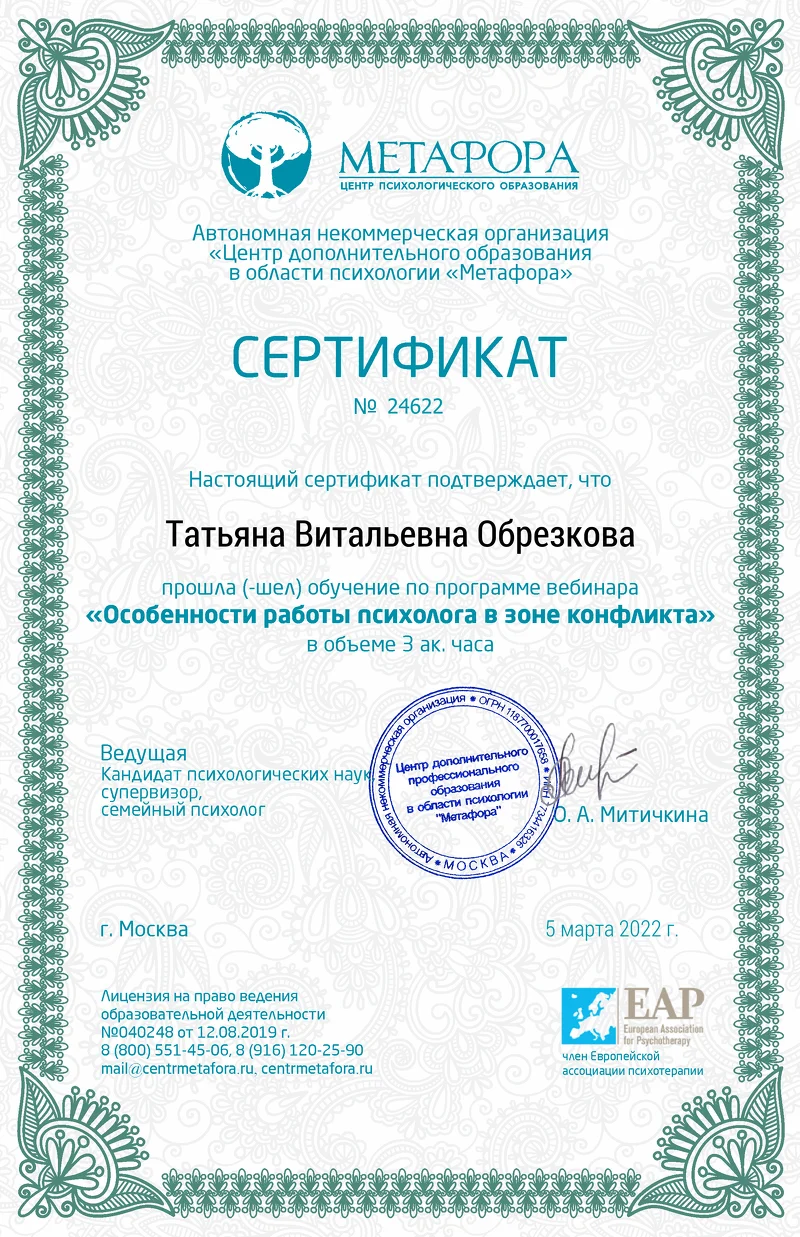 МЕТАФОРА
ЦЕНТР ПСИХОЛОГИЧЕСКОГО ОБРАЗОВАНИЯ
Автономная некоммерческая организация
«Центр дополнительного образования
в области психологии «Метафора»
СЕРТИФИКАТ
№ 24622
Настоящий сертификат подтверждает, что
Татьяна Витальевна Обрезкова
прошла (-шел) обучение по программе вебинара
«Особенности работы психолога в зоне конфликта»
в объеме 3 ак. часа
Ведущая
Кандидат психологических наук,
супервизор,
семейный психолог
Автономная некоммерческая организация * ОГРН 1187700017658 * ИНН 734416326 * МОСКВА *
Центр дополнительного
профессионального
образования
в области психологии
"Метафора"
О. А. Митичкина
г. Москва
5 марта 2022 г.
Лицензия на право ведения
образовательной деятельности
№040248 от 12.08.2019 г.
8 (800) 551-45-06, 8 (916) 120-25-90
mail@centrmetafora.ru, centrmetafora.ru
EAP
European Association
for Psychotherapy
член Европейской
ассоциации психотерапии